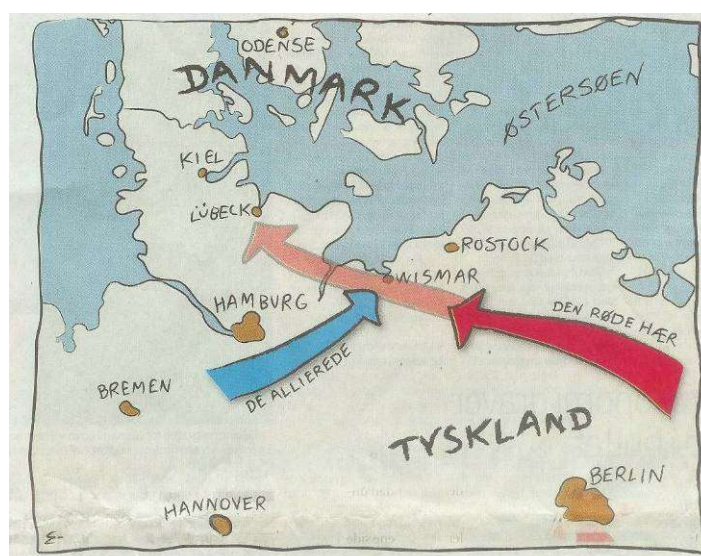 ODENSE
DANMARK
ØSTERSØEN
KIEL
LÜBECK
ROSTOCK
WISMAR
HAMBURG
DEN RØDE HÆR
DE ALLIEREDE
BREMEN
TYSKLAND
BERLIN
HANNOVER